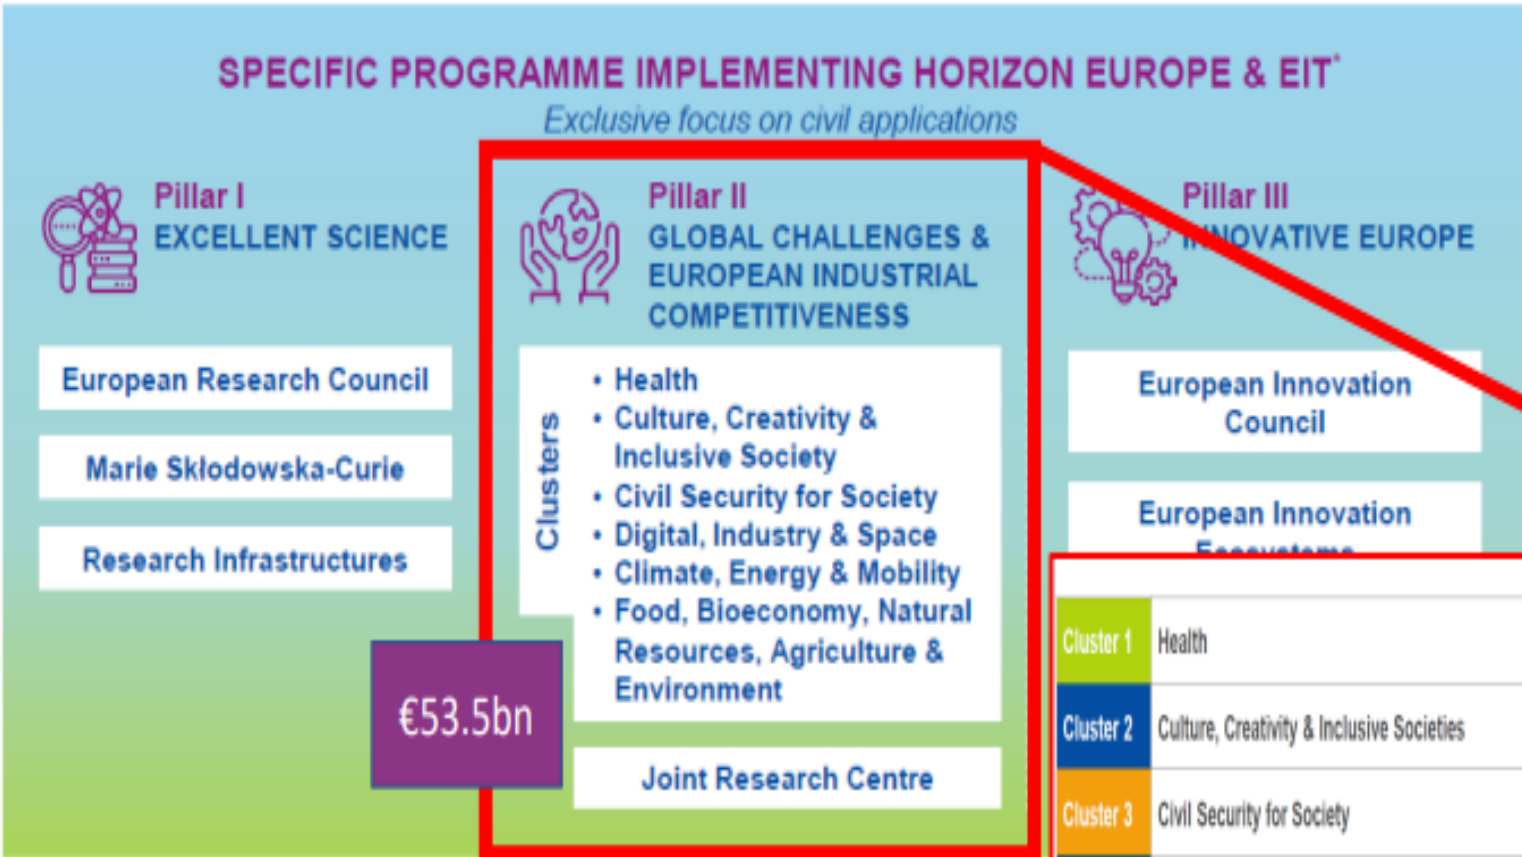 SPECIFIC PROGRAMME IMPLEMENTING HORIZON EUROPE & EIT*
Exclusive focus on civil applications
Pillar I
EXCELLENT SCIENCE
European Research Council
Marie Skłodowska-Curie
Research Infrastructures
Pillar II
GLOBAL CHALLENGES &
EUROPEAN INDUSTRIAL
COMPETITIVENESS
Clusters
• Health
• Culture, Creativity &
Inclusive Society
• Civil Security for Society
• Digital, Industry & Space
• Climate, Energy & Mobility
• Food, Bioeconomy, Natural
Resources, Agriculture &
Environment
€53.5bn
Joint Research Centre
Pillar III
INNOVATIVE EUROPE
European Innovation
Council
European Innovation
Ecosystems
Cluster 1 Health
Cluster 2 Culture, Creativity & Inclusive Societies
Cluster 3 Civil Security for Society